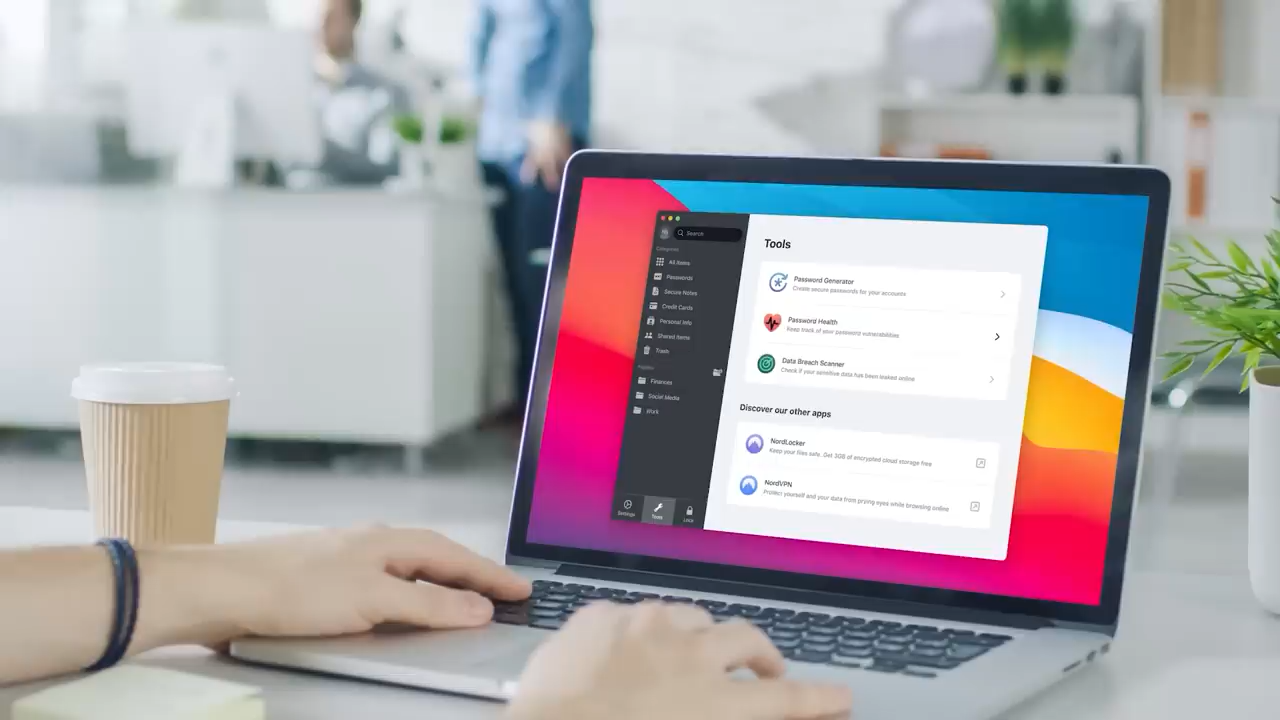 Search
Categories
All Items
Passwords
Secure Notes
Credit Cards
Personal Info
Shared Items
Trash
Folders
Finances
Social Media
Work
Settings
Tools
Lock
Tools
Password Generator
Create secure passwords for your accounts
Password Health
Keep track of your password vulnerabilities
Data Breach Scanner
Check if your sensitive data has been leaked online
Discover our other apps
NordLocker
Keep your files safe. Get 3GB of encrypted cloud storage free
NordVPN
Protect yourself and your data from prying eyes while browsing online